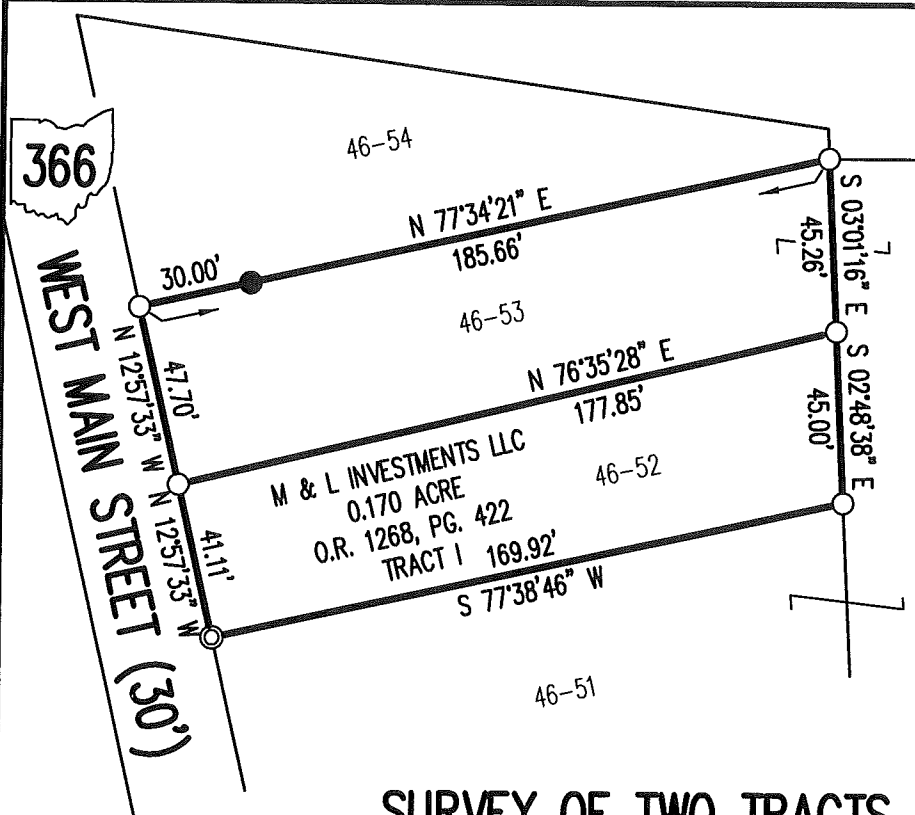 46-54
366
N 77°34'21" E
185.66'
30.00'
S 03°01'16" E
45.26'
46-53
WEST MAIN STREET (30')
N 12°57'33" W
47.70'
N 76°35'28" E
177.85'
S 02°48'38" E
45.00'
M & L INVESTMENTS LLC
0.170 ACRE
O.R. 1268, PG. 422
TRACT I
46-52
N 12°57'33" W
41.11'
169.92'
S 77°38'46" W
46-51
SURVEY OF TWO TRACTS